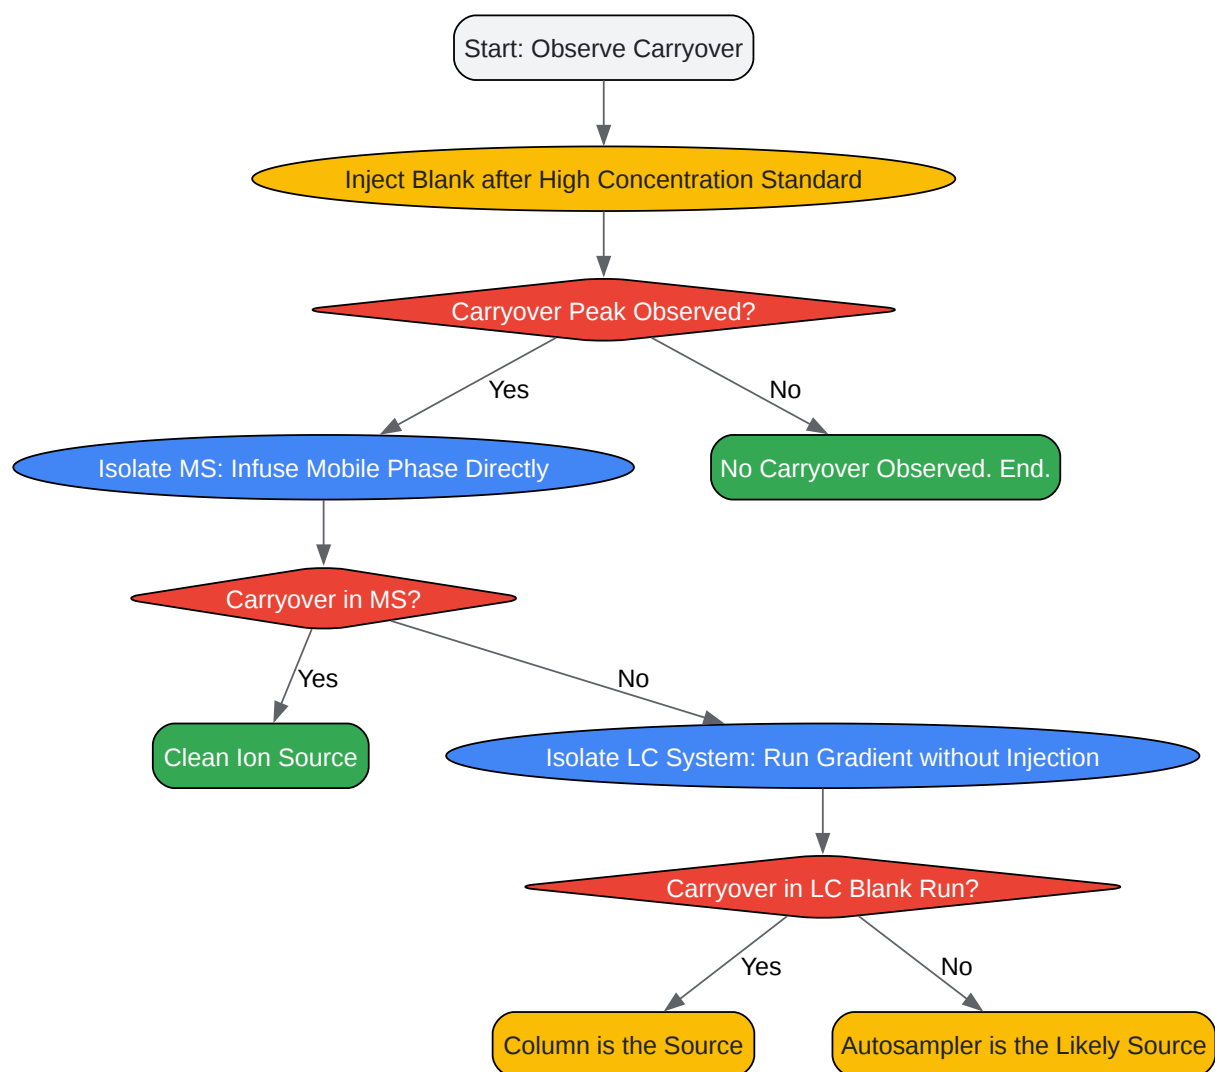 Start: Observe Carryover
Inject Blank after High Concentration Standard
Carryover Peak Observed?
Yes
No
Isolate MS: Infuse Mobile Phase Directly
No Carryover Observed. End.
Carryover in MS?
Yes
No
Clean Ion Source
Isolate LC System: Run Gradient without Injection
Carryover in LC Blank Run?
Yes
No
Column is the Source
Autosampler is the Likely Source